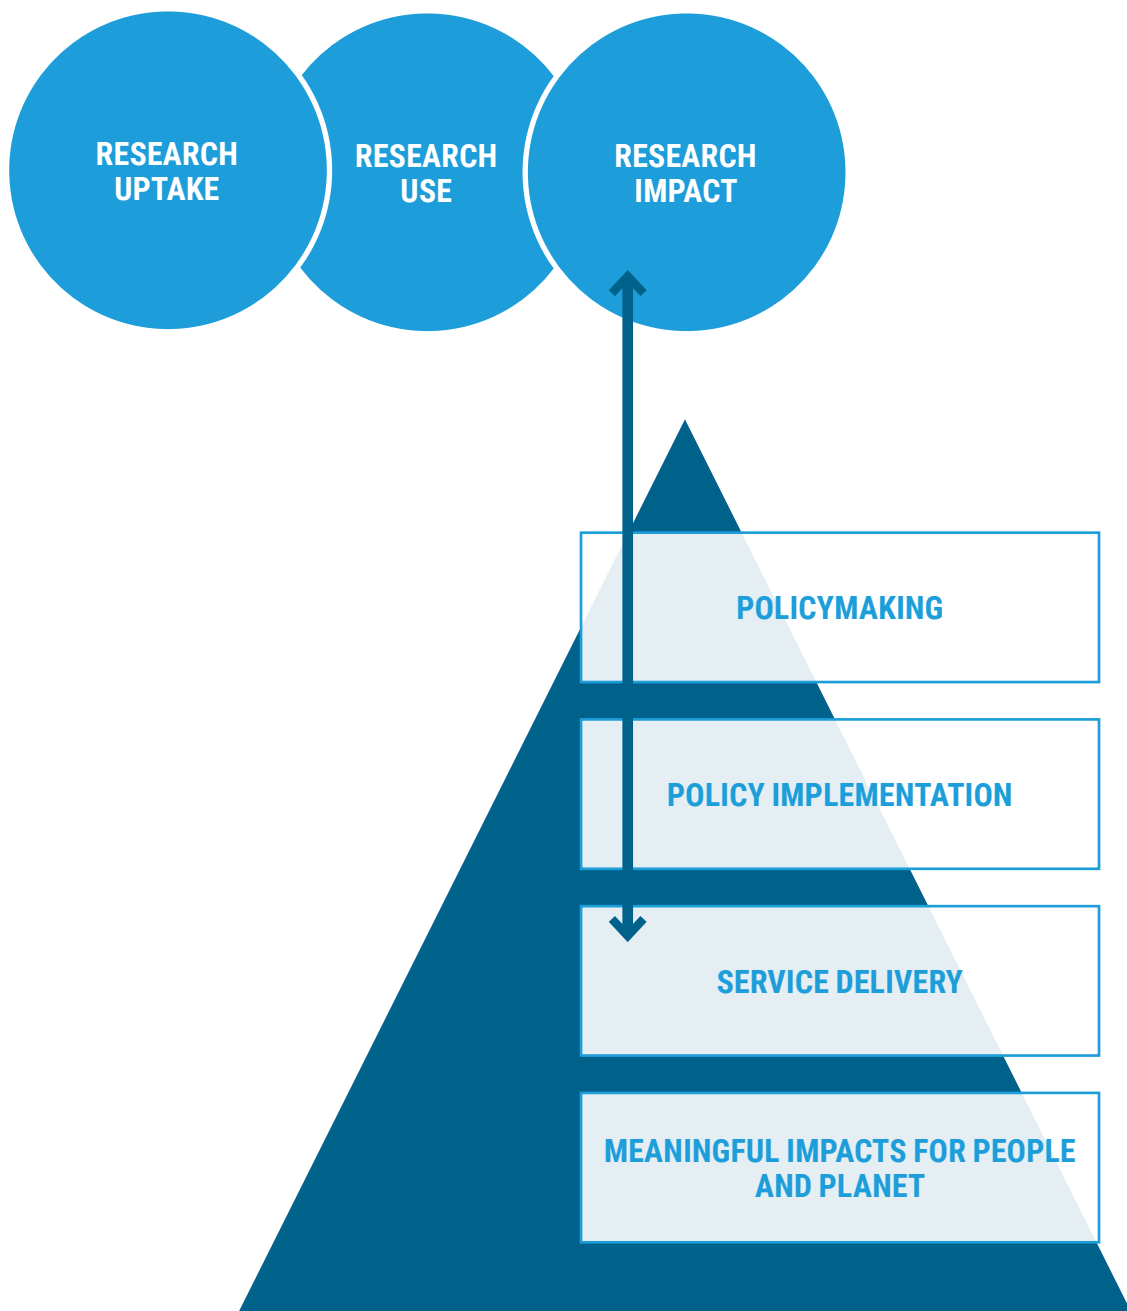 RESEARCH
UPTAKE
RESEARCH
USE
RESEARCH
IMPACT
POLICYMAKING
POLICY IMPLEMENTATION
SERVICE DELIVERY
MEANINGFUL IMPACTS FOR PEOPLE
AND PLANET